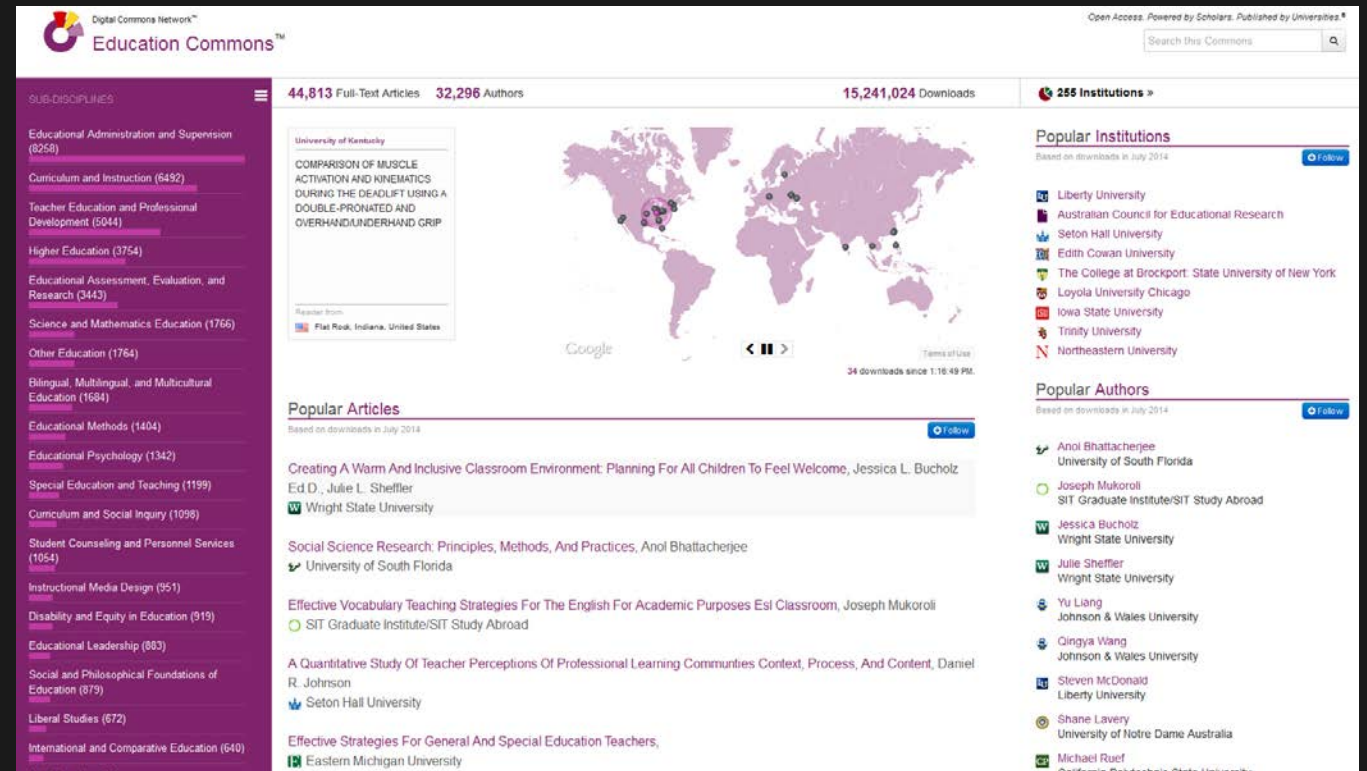 Digital Commons Network™
Education Commons™
Open Access. Powered by Scholars. Published by Universities.®
Search this Commons
SUB-DISCIPLINES
Educational Administration and Supervision
(8258)
Curriculum and Instruction (6492)
Teacher Education and Professional
Development (5044)
Higher Education (3754)
Educational Assessment, Evaluation, and
Research (3443)
Science and Mathematics Education (1766)
Other Education (1764)
Bilingual, Multilingual, and Multicultural
Education (1684)
Educational Methods (1404)
Educational Psychology (1342)
Special Education and Teaching (1199)
Curriculum and Social Inquiry (1098)
Student Counseling and Personnel Services
(1054)
Instructional Media Design (951)
Disability and Equity in Education (919)
Educational Leadership (883)
Social and Philosophical Foundations of
Education (879)
Liberal Studies (672)
International and Comparative Education (640)
44,813 Full-Text Articles 32,296 Authors
15,241,024 Downloads
255 Institutions »
University of Kentucky
COMPARISON OF MUSCLE
ACTIVATION AND KINEMATICS
DURING THE DEADLIFT USING A
DOUBLE-PRONATED AND
OVERHAND/UNDERHAND GRIP
Reader from:
Flat Rock, Indiana, United States
Google
Terms of Use
34 downloads since 1:16:49 PM.
Popular Articles
Based on downloads in July 2014
Follow
Creating A Warm And Inclusive Classroom Environment: Planning For All Children To Feel Welcome, Jessica L. Bucholz
Ed.D., Julie L. Sheffler
Wright State University
Social Science Research: Principles, Methods, And Practices, Anol Bhattacherjee
University of South Florida
Effective Vocabulary Teaching Strategies For The English For Academic Purposes Esl Classroom, Joseph Mukoroli
SIT Graduate Institute/SIT Study Abroad
A Quantitative Study Of Teacher Perceptions Of Professional Learning Communties Context, Process, And Content, Daniel
R. Johnson
Seton Hall University
Effective Strategies For General And Special Education Teachers,
Eastern Michigan University
Popular Institutions
Based on downloads in July 2014
Follow
Liberty University
Australian Council for Educational Research
Seton Hall University
Edith Cowan University
The College at Brockport: State University of New York
Loyola University Chicago
Iowa State University
Trinity University
Northeastern University
Popular Authors
Based on downloads in July 2014
Follow
Anol Bhattacherjee
University of South Florida
Joseph Mukoroli
SIT Graduate Institute/SIT Study Abroad
Jessica Bucholz
Wright State University
Julie Sheffler
Wright State University
Yu Liang
Johnson & Wales University
Qingya Wang
Johnson & Wales University
Steven McDonald
Liberty University
Shane Lavery
University of Notre Dame Australia
Michael Ruef
California Polytechnic State University